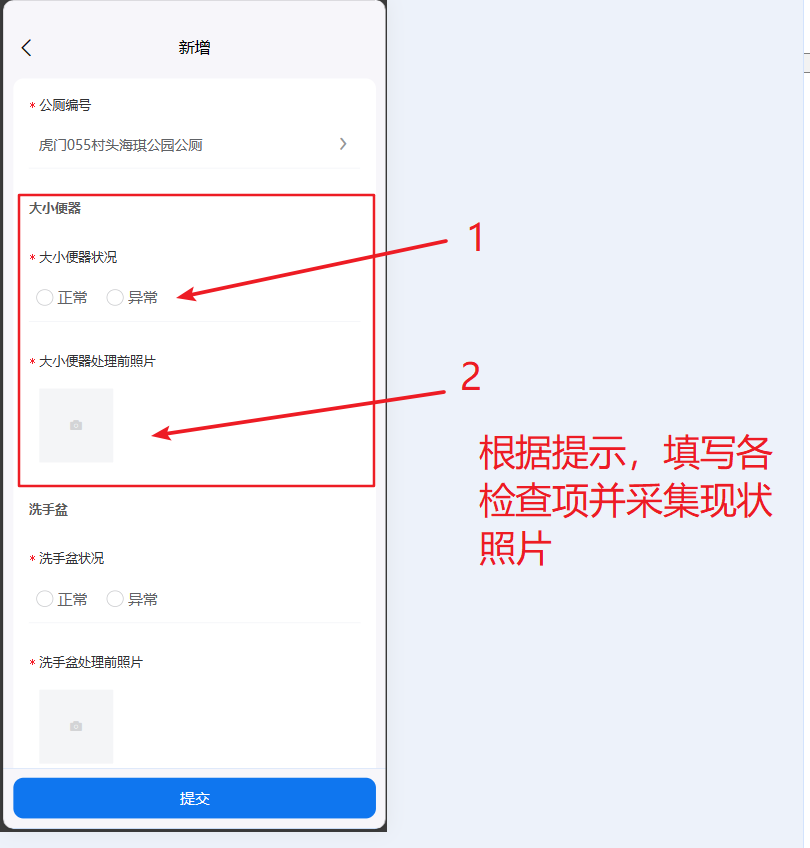 新增
* 公厕编号
虎门055村头海琪公园公厕
大小便器
* 大小便器状况
正常 异常
* 大小便器处理前照片
洗手盆
* 洗手盆状况
正常 异常
* 洗手盆处理前照片
提交
1
2
根据提示，填写各
检查项并采集现状
照片